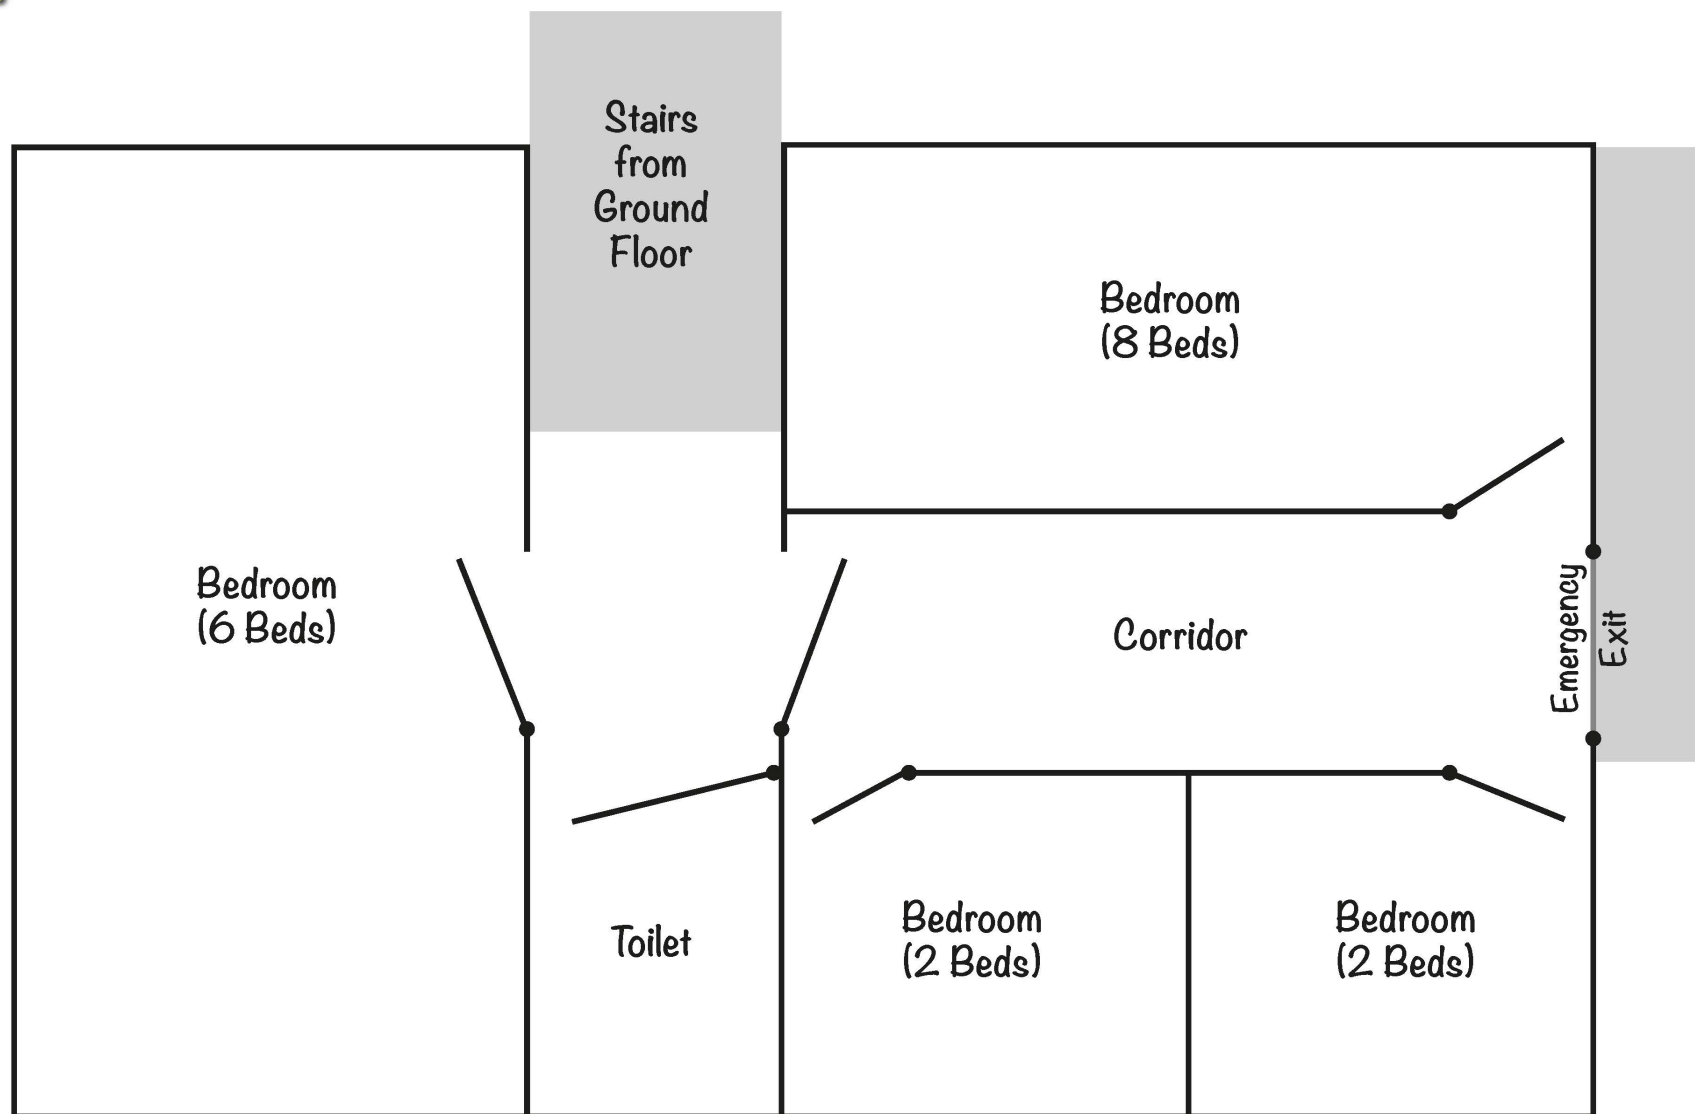 Stairs
from
Ground
Floor
Bedroom
(8 Beds)
Bedroom
(6 Beds)
Corridor
Emergency
Exit
Toilet
Bedroom
(2 Beds)
Bedroom
(2 Beds)